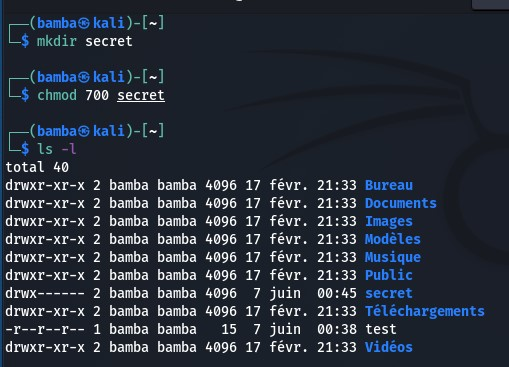 ┌──(bamba㉿kali)-[~]
└─$ mkdir secret
┌──(bamba㉿kali)-[~]
└─$ chmod 700 secret
┌──(bamba㉿kali)-[~]
└─$ ls -l
total 40
drwxr-xr-x 2 bamba bamba 4096 17 févr. 21:33 Bureau
drwxr-xr-x 2 bamba bamba 4096 17 févr. 21:33 Documents
drwxr-xr-x 2 bamba bamba 4096 17 févr. 21:33 Images
drwxr-xr-x 2 bamba bamba 4096 17 févr. 21:33 Modèles
drwxr-xr-x 2 bamba bamba 4096 17 févr. 21:33 Musique
drwxr-xr-x 2 bamba bamba 4096 17 févr. 21:33 Public
drwx------ 2 bamba bamba 4096  7 juin  00:45 secret
drwxr-xr-x 2 bamba bamba 4096 17 févr. 21:33 Téléchargements
-r--r--r-- 1 bamba bamba   15  7 juin  00:38 test
drwxr-xr-x 2 bamba bamba 4096 17 févr. 21:33 Vidéos